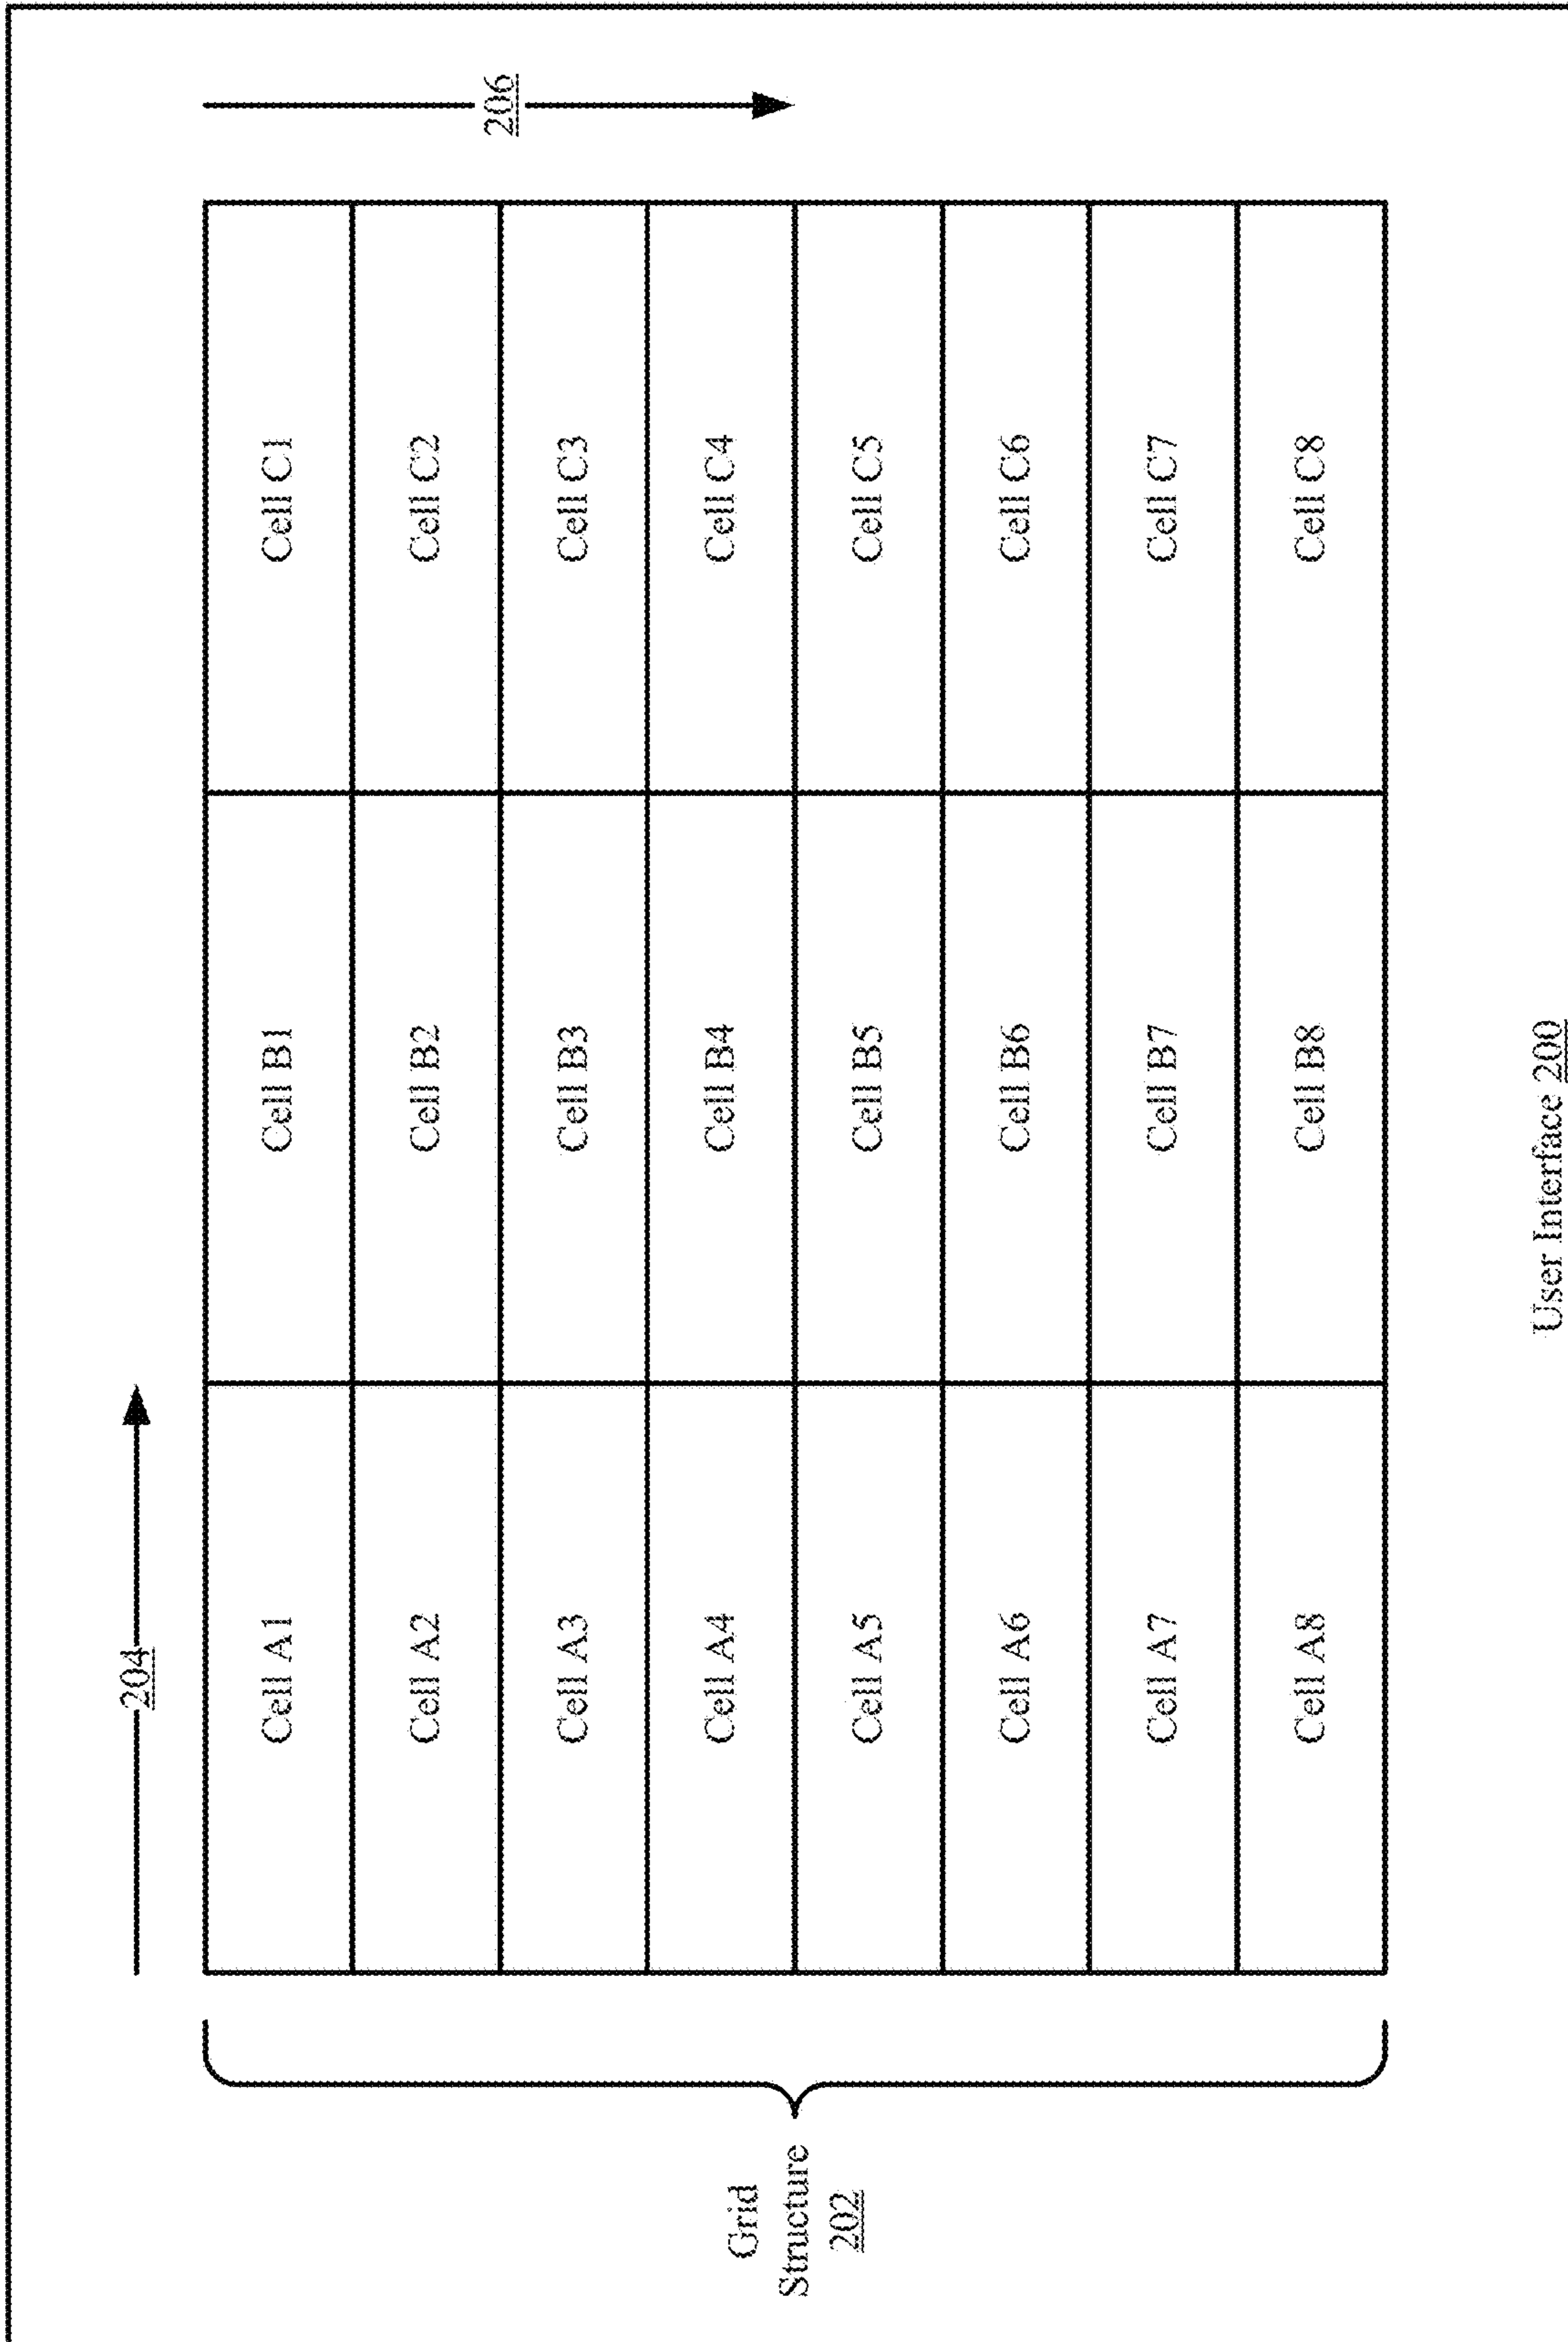 204
Cell A1 Cell B1 Cell C1
Cell A2 Cell B2 Cell C2
206
Cell A3 Cell B3 Cell C3
Cell A4 Cell B4 Cell C4
Grid
Structure
202
Cell A5 Cell B5 Cell C5
Cell A6 Cell B6 Cell C6
Cell A7 Cell B7 Cell C7
Cell A8 Cell B8 Cell C8
User Interface 200